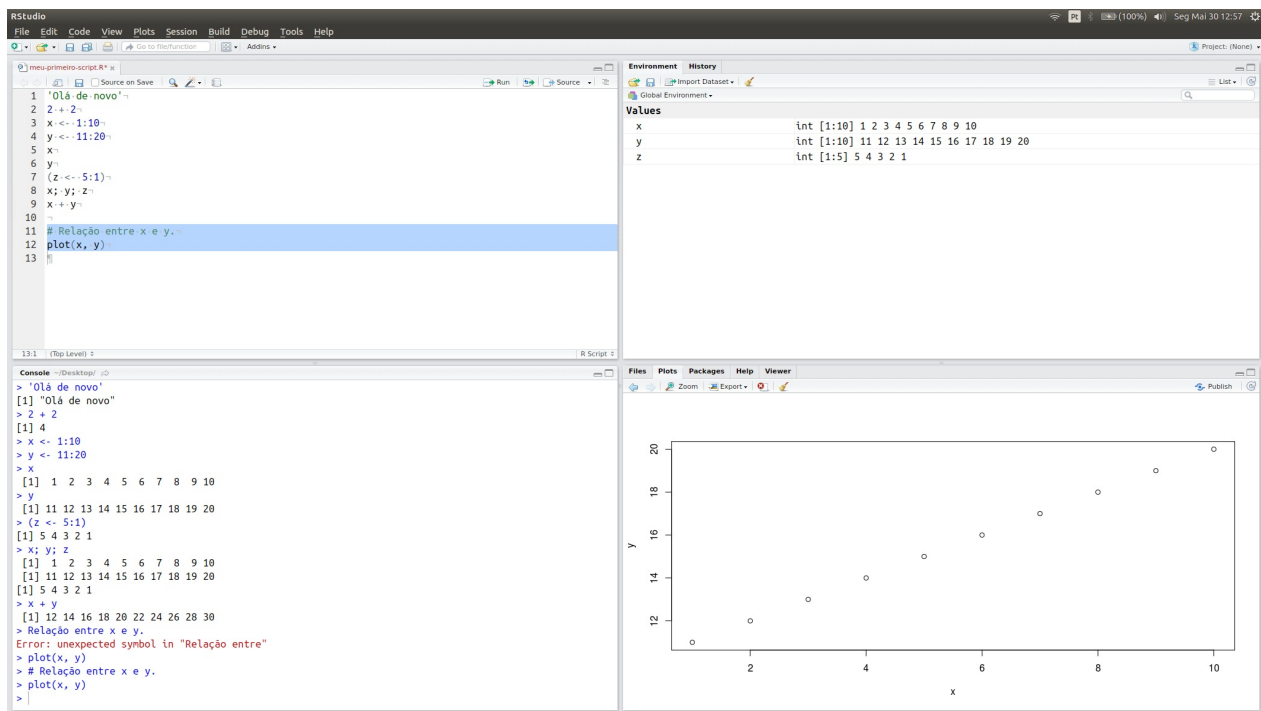 RStudio
Pt (100%) Seg Mai 30 12:57
File Edit Code View Plots Session Build Debug Tools Help
Go to file/function Addins Project: (None)
meu-primeiro-script.R* ×
Source on Save Run Source
1 'Olá de novo'
2 2 + 2
3 x <- 1:10
4 y <- 11:20
5 x
6 y
7 (z <- 5:1)
8 x; y; z
9 x + y
10
11 # Relação entre x e y.
12 plot(x, y)
13
13:1 (Top Level) R Script
Console ~/Desktop/
> 'Olá de novo'
[1] "Olá de novo"
> 2 + 2
[1] 4
> x <- 1:10
> y <- 11:20
> x
[1] 1 2 3 4 5 6 7 8 9 10
> y
[1] 11 12 13 14 15 16 17 18 19 20
> (z <- 5:1)
[1] 5 4 3 2 1
> x; y; z
[1] 1 2 3 4 5 6 7 8 9 10
[1] 11 12 13 14 15 16 17 18 19 20
[1] 5 4 3 2 1
> x + y
[1] 12 14 16 18 20 22 24 26 28 30
> Relação entre x e y.
Error: unexpected symbol in "Relação entre"
> plot(x, y)
> # Relação entre x e y.
> plot(x, y)
>
Environment History
Import Dataset List
Global Environment
Values
x int [1:10] 1 2 3 4 5 6 7 8 9 10
y int [1:10] 11 12 13 14 15 16 17 18 19 20
z int [1:5] 5 4 3 2 1
Files Plots Packages Help Viewer
Zoom Export Publish
20
18
16
14
12
y
2 4 6 8 10
x